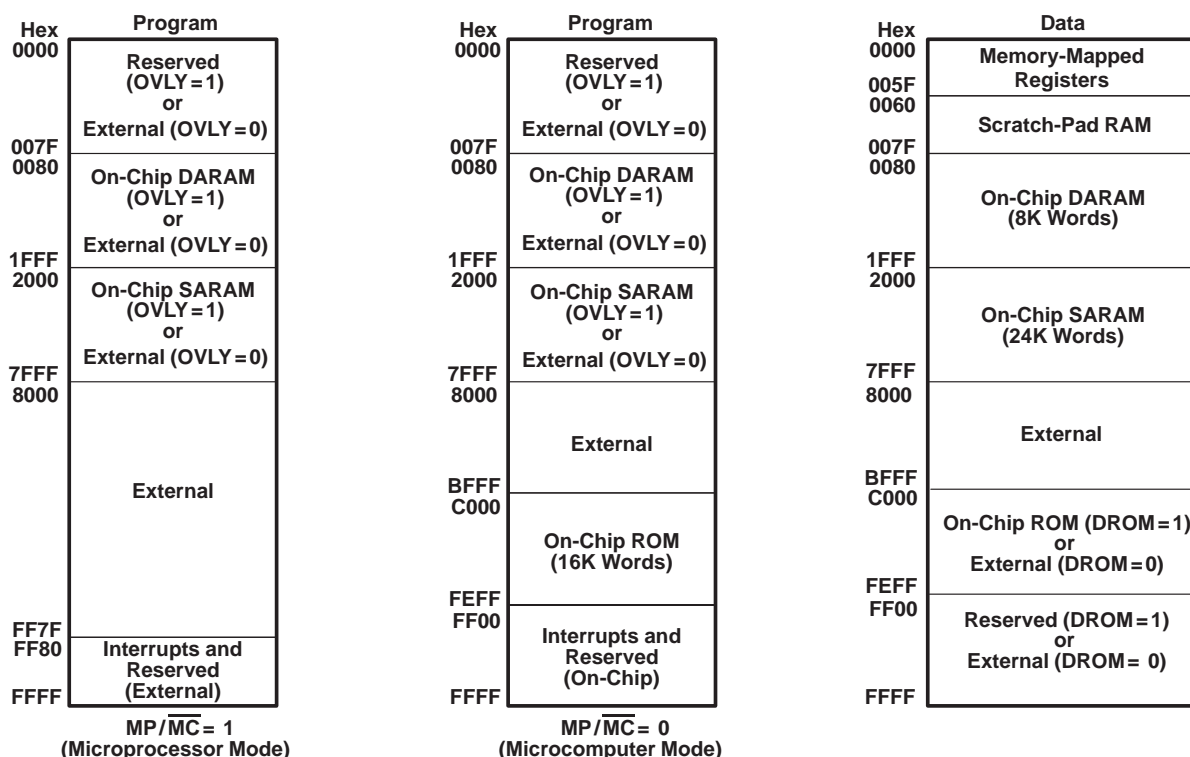 Program
Hex
0000
Reserved
(OVLY = 1)
or
External (OVLY = 0)
007F
0080
On-Chip DARAM
(OVLY = 1)
or
External (OVLY = 0)
1FFF
2000
On-Chip SARAM
(OVLY = 1)
or
External (OVLY = 0)
7FFF
8000
External
FF7F
FF80
Interrupts and
Reserved
(External)
FFFF
MP/MC = 1
(Microprocessor Mode)
Program
Hex
0000
Reserved
(OVLY = 1)
or
External (OVLY = 0)
007F
0080
On-Chip DARAM
(OVLY = 1)
or
External (OVLY = 0)
1FFF
2000
On-Chip SARAM
(OVLY = 1)
or
External (OVLY = 0)
7FFF
8000
External
BFFF
C000
On-Chip ROM
(16K Words)
FEFF
FF00
Interrupts and
Reserved
(On-Chip)
FFFF
MP/MC = 0
(Microcomputer Mode)
Data
Hex
0000
Memory-Mapped
Registers
005F
0060
Scratch-Pad RAM
007F
0080
On-Chip DARAM
(8K Words)
1FFF
2000
On-Chip SARAM
(24K Words)
7FFF
8000
External
BFFF
C000
On-Chip ROM (DROM = 1)
or
External (DROM = 0)
FEFF
FF00
Reserved (DROM = 1)
or
External (DROM = 0)
FFFF